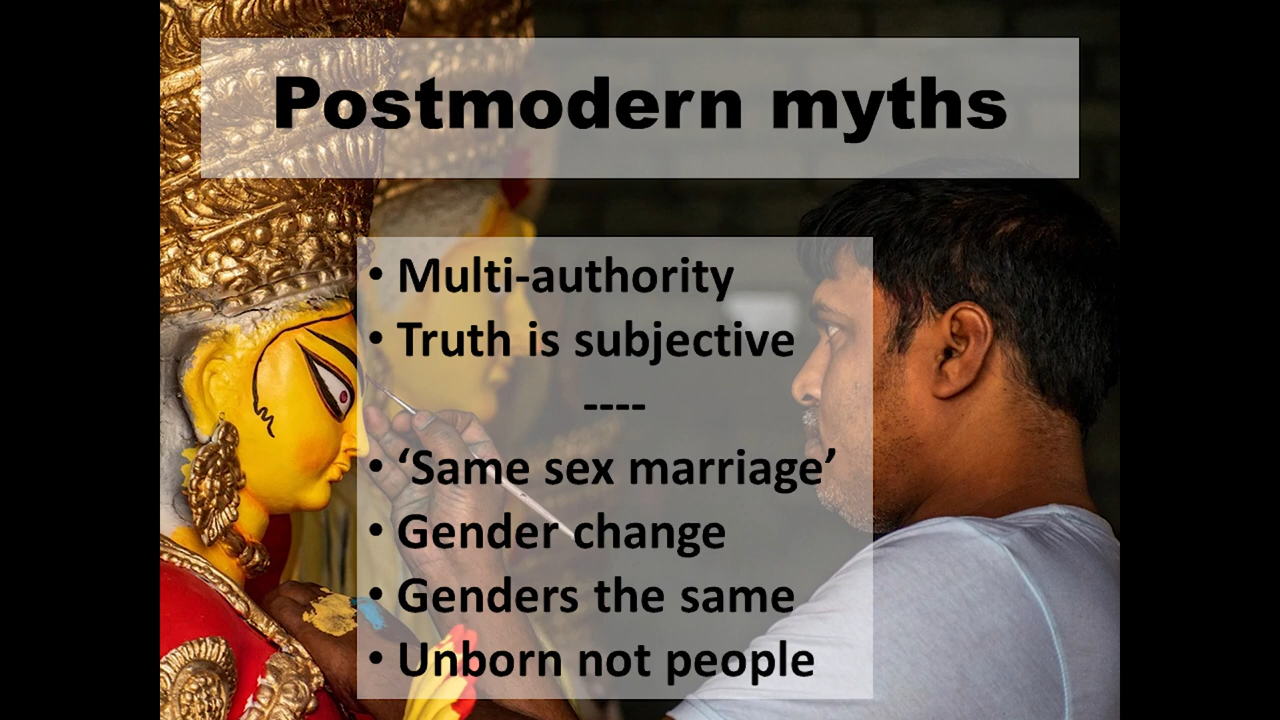 Postmodern myths
• Multi-authority
• Truth is subjective
----
• ‘Same sex marriage’
• Gender change
• Genders the same
• Unborn not people